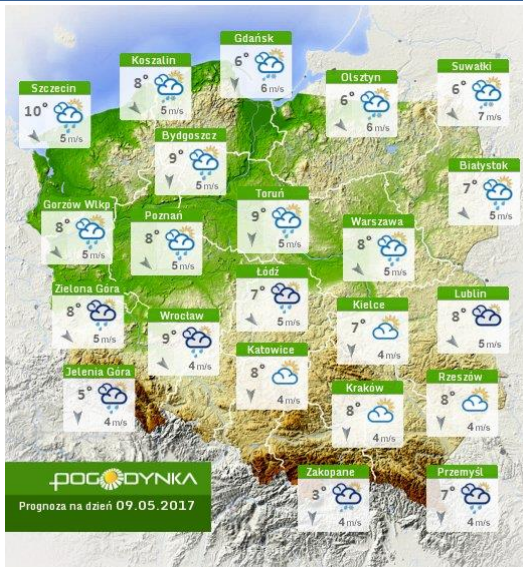 Gdańsk
6°
6 m/s
Koszalin
8°
5 m/s
Suwałki
6°
7 m/s
Olsztyn
6°
6 m/s
Szczecin
10°
5 m/s
Bydgoszcz
9°
5 m/s
Białystok
7°
5 m/s
Toruń
9°
5 m/s
Gorzów Wlkp
8°
5 m/s
Poznań
8°
5 m/s
Warszawa
8°
5 m/s
Łódź
7°
5 m/s
Zielona Góra
8°
5 m/s
Lublin
8°
5 m/s
Kielce
7°
4 m/s
Wrocław
9°
4 m/s
Katowice
8°
4 m/s
Jelenia Góra
5°
4 m/s
Rzeszów
8°
4 m/s
Kraków
8°
4 m/s
Zakopane
3°
4 m/s
Przemyśl
7°
4 m/s
POGODYNKA
Prognoza na dzień 09.05.2017